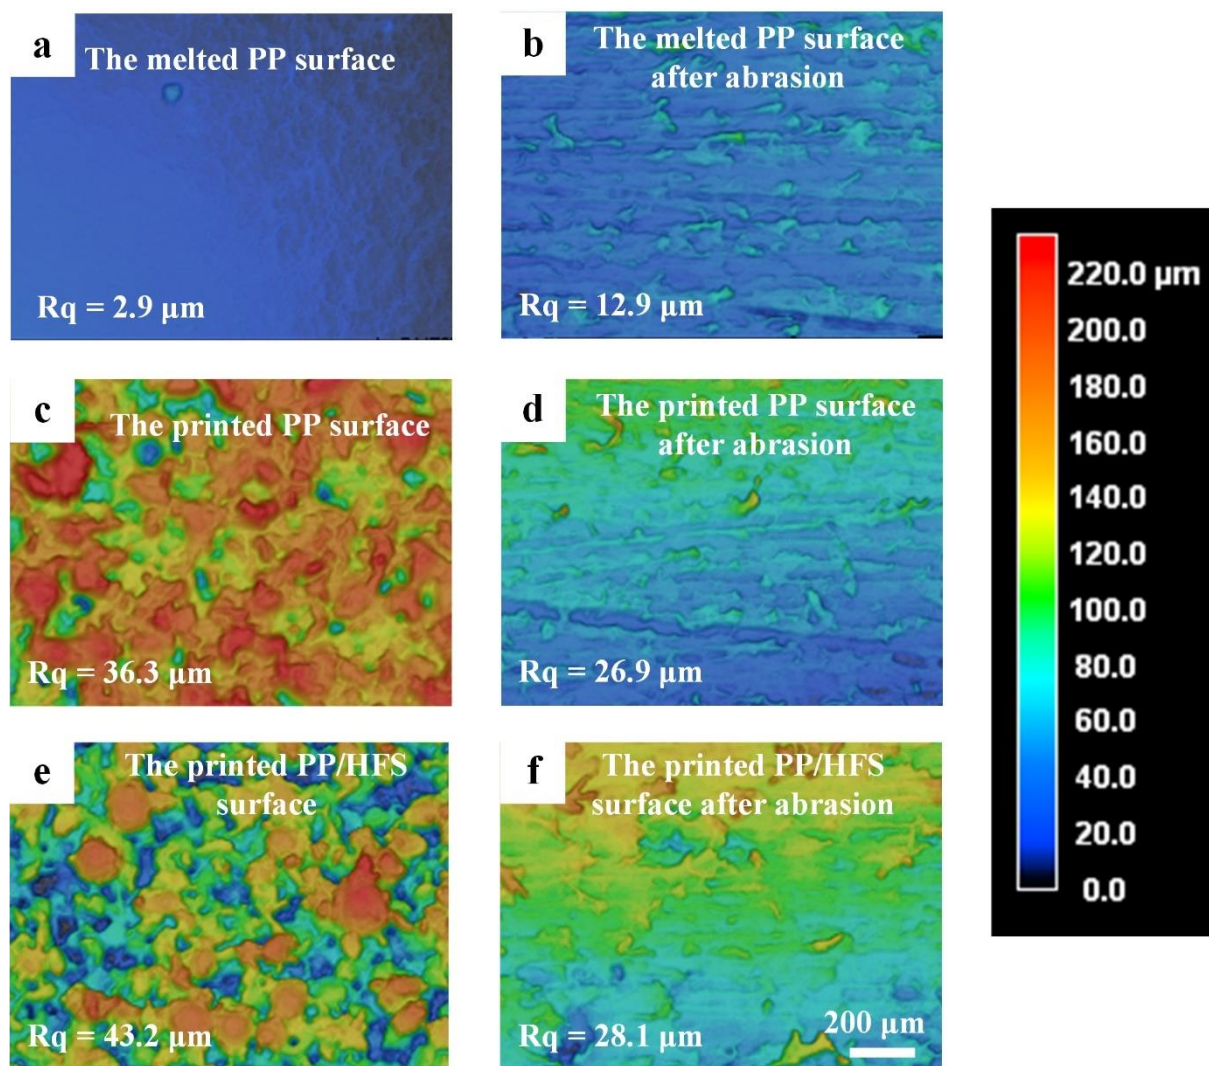 a
The melted PP surface
Rq = 2.9 μm
b
The melted PP surface
after abrasion
Rq = 12.9 μm
c
The printed PP surface
Rq = 36.3 μm
d
The printed PP surface
after abrasion
Rq = 26.9 μm
e
The printed PP/HFS
surface
Rq = 43.2 μm
f
The printed PP/HFS
surface after abrasion
Rq = 28.1 μm
200 μm
220.0 μm
200.0
180.0
160.0
140.0
120.0
100.0
80.0
60.0
40.0
20.0
0.0